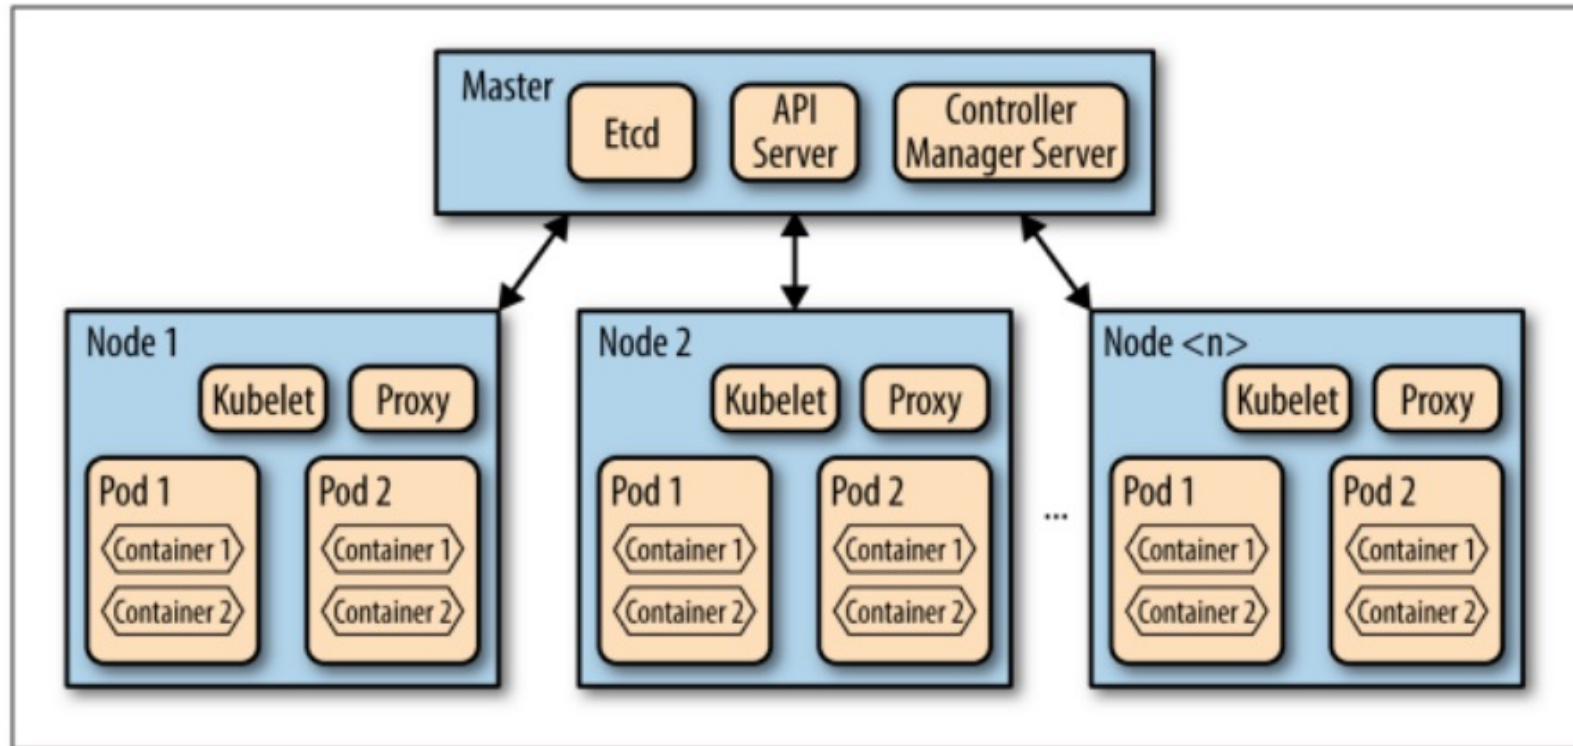 Master
Etcd
API
Server
Controller
Manager Server
Node 1
Kubelet
Proxy
Pod 1
Container 1
Container 2
Pod 2
Container 1
Container 2
Node 2
Kubelet
Proxy
Pod 1
Container 1
Container 2
Pod 2
Container 1
Container 2
...
Node <n>
Kubelet
Proxy
Pod 1
Container 1
Container 2
Pod 2
Container 1
Container 2